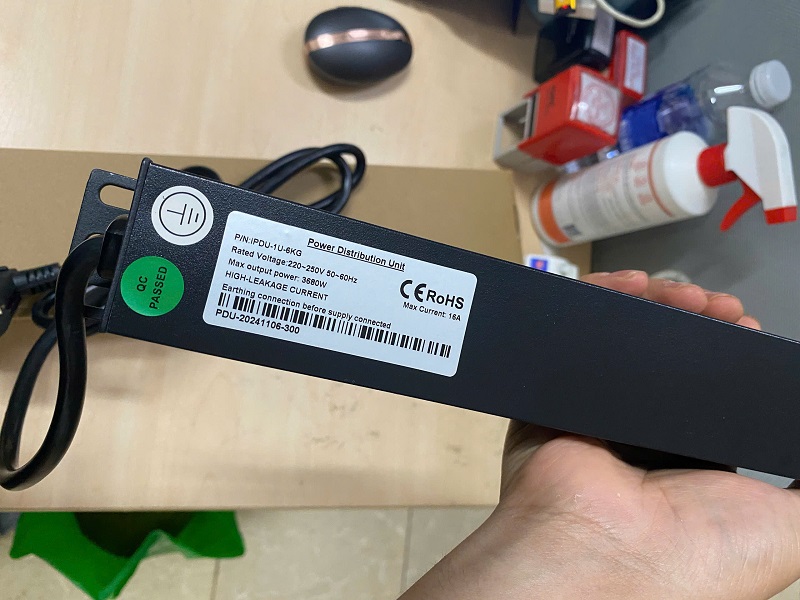 Power Distribution Unit
P/N:IPDU-1U-6KG
Rated Voltage:220~250V 50~60Hz
Max output power: 3680W
HIGH-LEAKAGE CURRENT
Earthing connection before supply connected
PDU-20241106-300
CE RoHS
Max Current: 16A
QC
PASSED